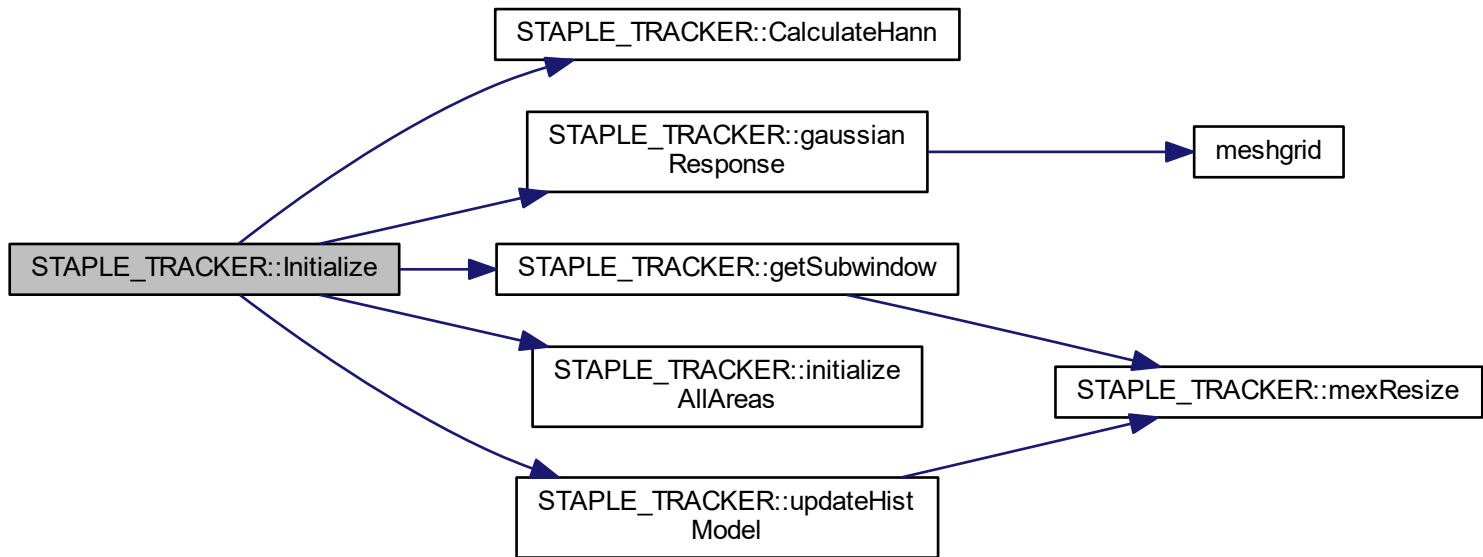 STAPLE_TRACKER::Initialize
STAPLE_TRACKER::CalculateHann
STAPLE_TRACKER::gaussian
Response
STAPLE_TRACKER::getSubwindow
STAPLE_TRACKER::initialize
AllAreas
STAPLE_TRACKER::updateHist
Model
meshgrid
STAPLE_TRACKER::mexResize